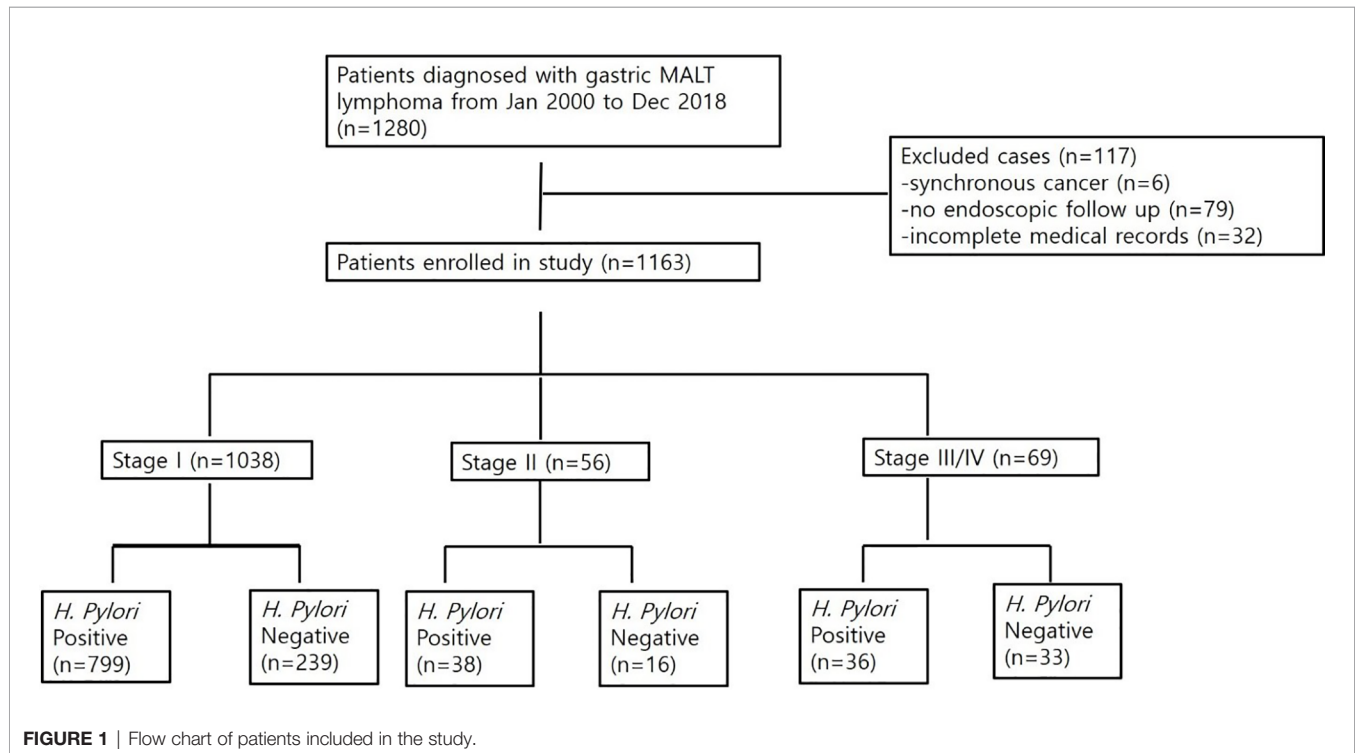 Patients diagnosed with gastric MALT
lymphoma from Jan 2000 to Dec 2018
(n=1280)
Excluded cases (n=117)
-synchronous cancer (n=6)
-no endoscopic follow up (n=79)
-incomplete medical records (n=32)
Patients enrolled in study (n=1163)
Stage I (n=1038)
Stage II (n=56)
Stage III/IV (n=69)
H. Pylori
Positive
(n=799)
H. Pylori
Negative
(n=239)
H. Pylori
Positive
(n=38)
H. Pylori
Negative
(n=16)
H. Pylori
Positive
(n=36)
H. Pylori
Negative
(n=33)
FIGURE 1 | Flow chart of patients included in the study.